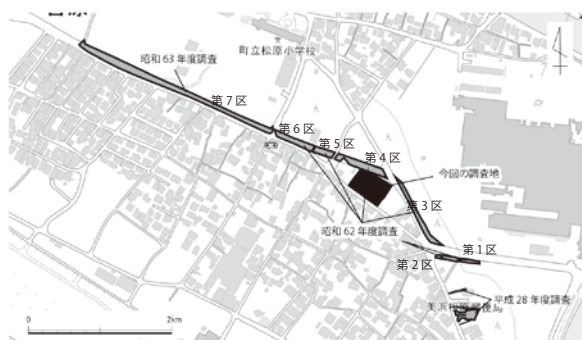 昭和63年度調査
町立松原小学校
第7区
第6区
第5区
第4区
今回の調査地
第3区
昭和62年度調査
第1区
第2区
平成28年度調査
0
2km